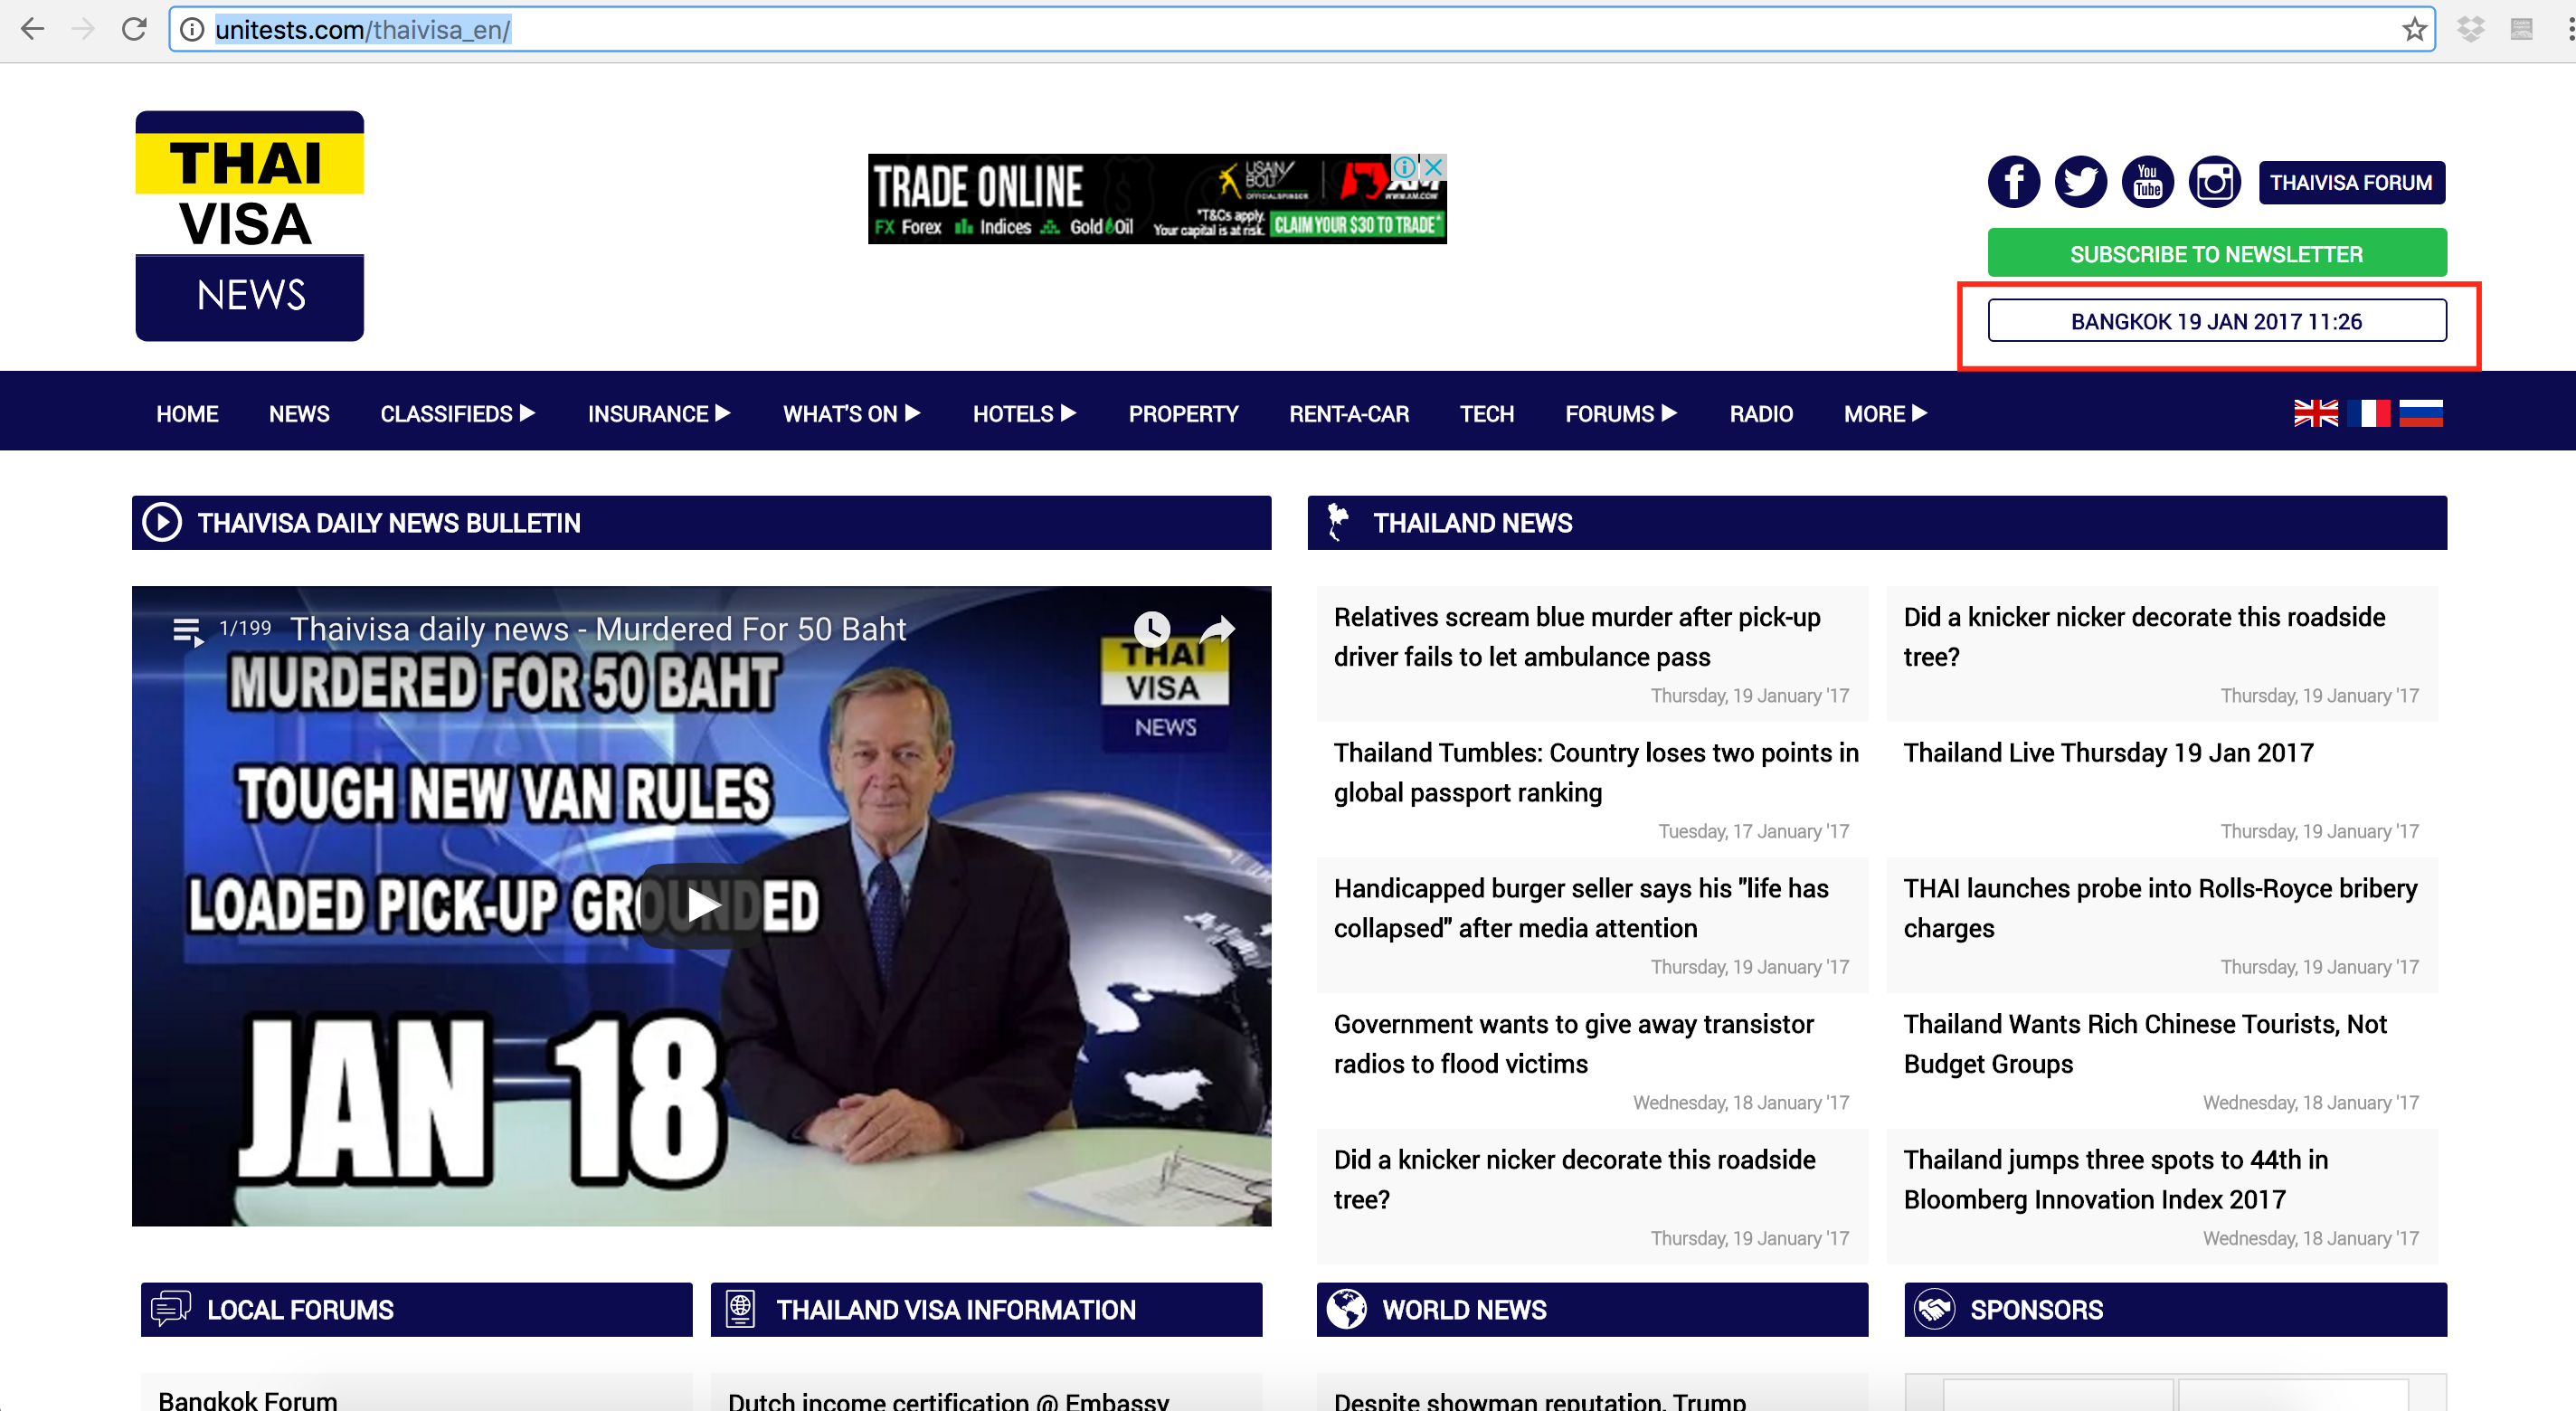 unitests.com/thaivisa_en/
THAI
VISA
NEWS
TRADE ONLINE
USAIN
BOLT
OFFICIAL SPONSOR
XM
WWW.XM.COM
FX Forex Indices Gold Oil
*T&Cs apply.
Your capital is at risk.
CLAIM YOUR $30 TO TRADE*
You
Tube
THAIVISA FORUM
SUBSCRIBE TO NEWSLETTER
BANGKOK 19 JAN 2017 11:26
HOME NEWS CLASSIFIEDS INSURANCE WHAT'S ON HOTELS PROPERTY RENT-A-CAR TECH FORUMS RADIO MORE
THAIVISA DAILY NEWS BULLETIN
1/199 Thaivisa daily news - Murdered For 50 Baht
MURDERED FOR 50 BAHT
TOUGH NEW VAN RULES
LOADED PICK-UP GROUNDED
JAN 18
THAI
VISA
NEWS
THAILAND NEWS
Relatives scream blue murder after pick-up
driver fails to let ambulance pass
Thursday, 19 January '17
Did a knicker nicker decorate this roadside
tree?
Thursday, 19 January '17
Thailand Tumbles: Country loses two points in
global passport ranking
Tuesday, 17 January '17
Thailand Live Thursday 19 Jan 2017
Thursday, 19 January '17
Handicapped burger seller says his "life has
collapsed" after media attention
Thursday, 19 January '17
THAI launches probe into Rolls-Royce bribery
charges
Thursday, 19 January '17
Government wants to give away transistor
radios to flood victims
Wednesday, 18 January '17
Thailand Wants Rich Chinese Tourists, Not
Budget Groups
Wednesday, 18 January '17
Did a knicker nicker decorate this roadside
tree?
Thursday, 19 January '17
Thailand jumps three spots to 44th in
Bloomberg Innovation Index 2017
Wednesday, 18 January '17
LOCAL FORUMS
Bangkok Forum
THAILAND VISA INFORMATION
Dutch income certification @ Embassy
WORLD NEWS
Despite showman reputation, Trump
SPONSORS